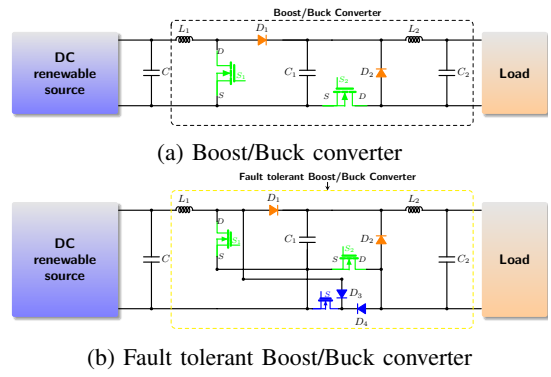 Boost/Buck Converter
DC
renewable
source
C
L₁
D
S
S₁
D₁
C₁
S₂
S D
D₂
L₂
C₂
Load
(a) Boost/Buck converter
Fault tolerant Boost/Buck Converter
DC
renewable
source
C
L₁
D
S
S₁
D₁
C₁
S₂
S D
D₂
L₂
C₂
S
D₃
D₄
Load
(b) Fault tolerant Boost/Buck converter